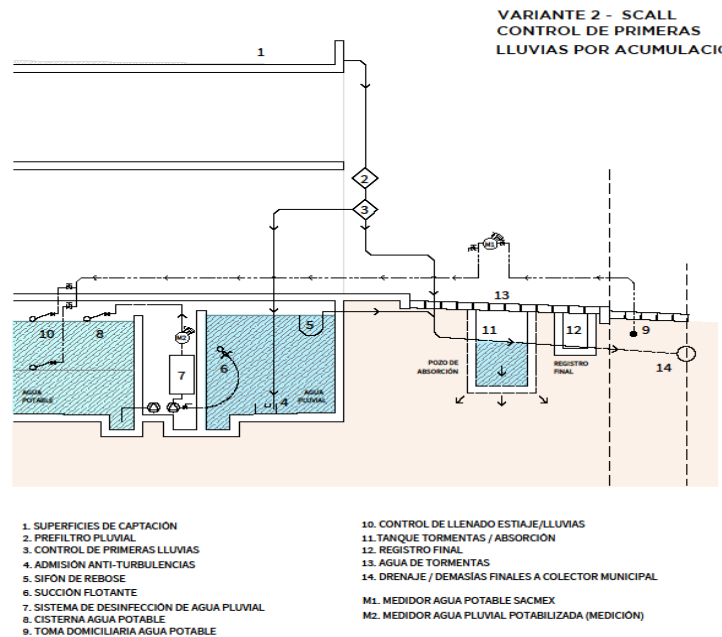 VARIANTE 2 - SCALL
CONTROL DE PRIMERAS
LLUVIAS POR ACUMULACIO
1
2
3
M1
13
10
8
M2
5
11
12
9
6
7
POZO DE
ABSORCIÓN
REGISTRO
FINAL
14
AGUA
POTABLE
4
AGUA
PLUVIAL
1. SUPERFICIES DE CAPTACIÓN
2. PREFILTRO PLUVIAL
3. CONTROL DE PRIMERAS LLUVIAS
4. ADMISIÓN ANTI-TURBULENCIAS
5. SIFÓN DE REBOSE
6. SUCCIÓN FLOTANTE
7. SISTEMA DE DESINFECCIÓN DE AGUA PLUVIAL
8. CISTERNA AGUA POTABLE
9. TOMA DOMICILIARIA AGUA POTABLE
10. CONTROL DE LLENADO ESTIAJE/LLUVIAS
11.TANQUE TORMENTAS / ABSORCIÓN
12. REGISTRO FINAL
13. AGUA DE TORMENTAS
14. DRENAJE / DEMASÍAS FINALES A COLECTOR MUNICIPAL
M1. MEDIDOR AGUA POTABLE SACMEX
M2. MEDIDOR AGUA PLUVIAL POTABILIZADA (MEDICIÓN)